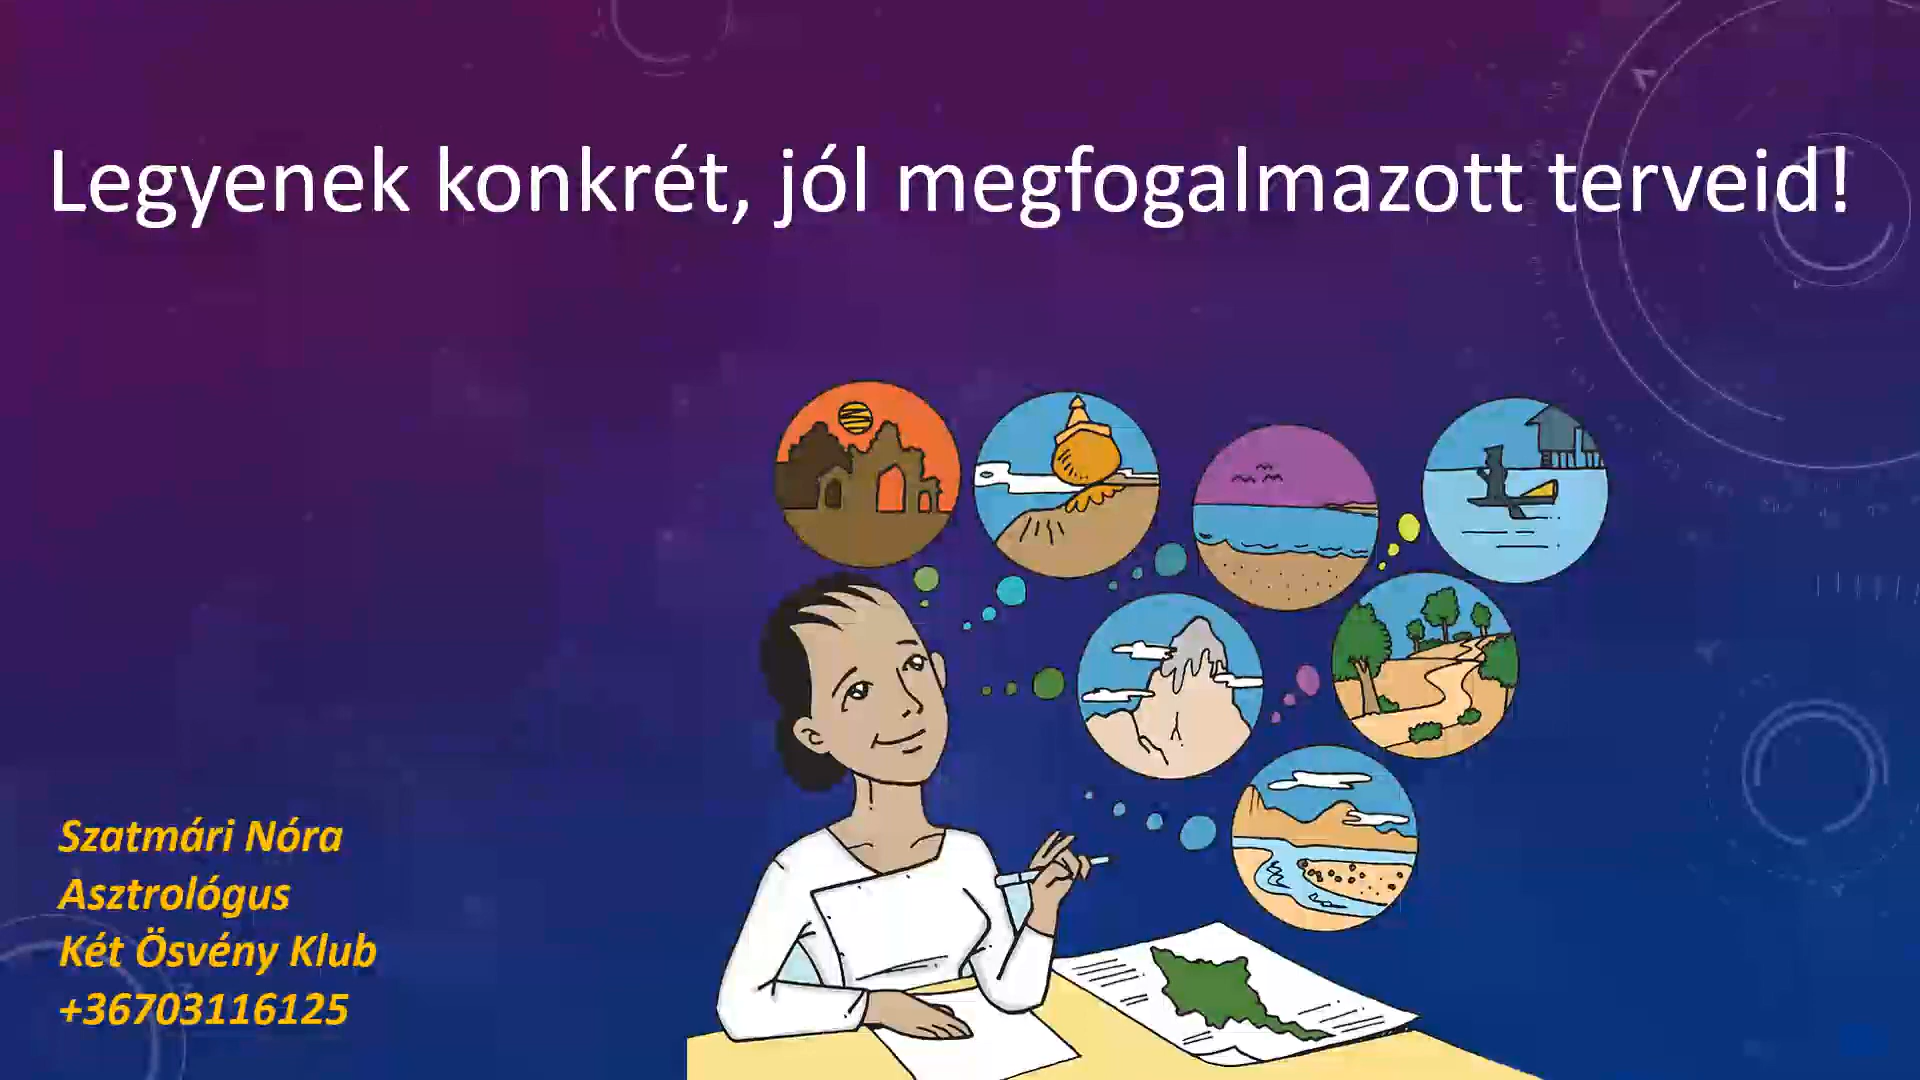 Legyenek konkrét, jól megfogalmazott terveid!
Szatmári Nóra
Asztrológus
Két Ösvény Klub
+36703116125